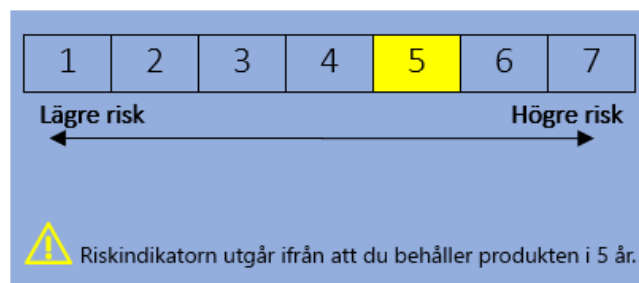 1 2 3 4 5 6 7
Lägre risk Högre risk
Riskindikatorn utgår ifrån att du behåller produkten i 5 år.